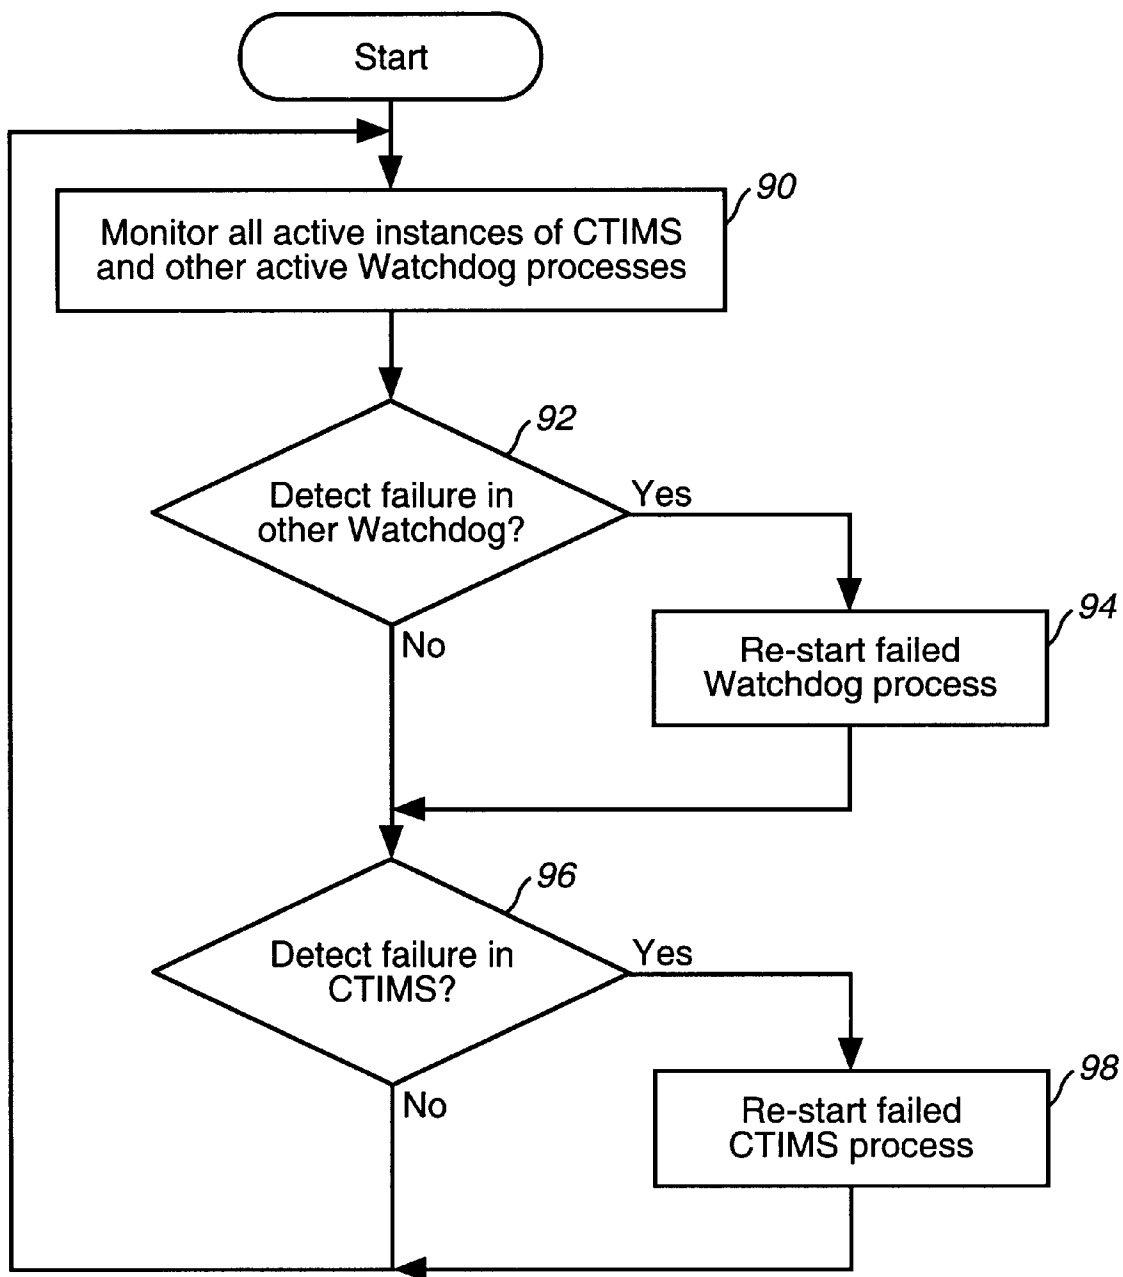 Start
90
Monitor all active instances of CTIMS
and other active Watchdog processes
92
Detect failure in
other Watchdog?
Yes
No
94
Re-start failed
Watchdog process
96
Detect failure in
CTIMS?
Yes
No
98
Re-start failed
CTIMS process